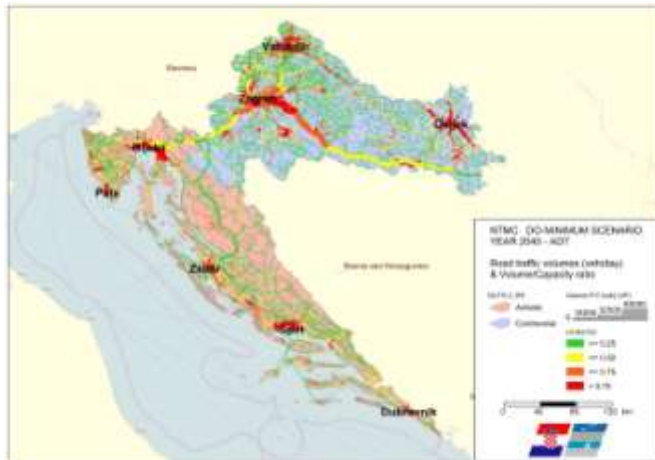 Slovenia
Varaždin
Zagreb
Osijek
Rijeka
Pula
Bosnia and Herzegovina
Zadar
Split
Dubrovnik
NTMC DO-MINIMUM SCENARIO
YEAR 2040 - ADT
Road traffic volumes (veh/day)
& Volume/Capacity ratio
Adriatic
Continental
<= 0.25
<= 0.50
<= 0.75
> 0.75
0 40 80 120 km